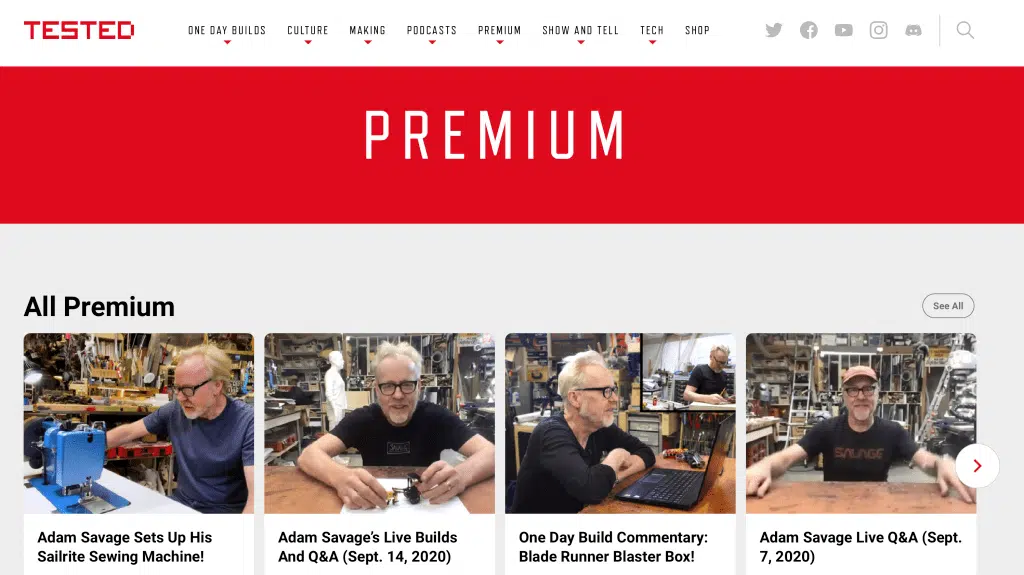 TESTED
ONE DAY BUILDS CULTURE MAKING PODCASTS PREMIUM SHOW AND TELL TECH SHOP
PREMIUM
All Premium
See All
SAVAGE
Adam Savage Sets Up His
Sailrite Sewing Machine!
Adam Savage’s Live Builds
And Q&A (Sept. 14, 2020)
One Day Build Commentary:
Blade Runner Blaster Box!
Adam Savage Live Q&A (Sept.
7, 2020)